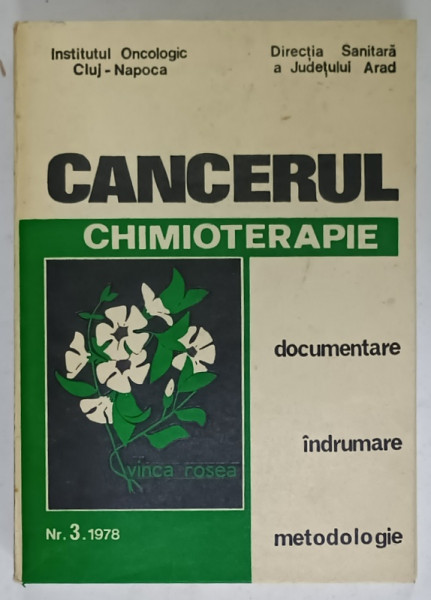 Institutul Oncologic
Cluj - Napoca
Direcția Sanitară
a Județului Arad
CANCERUL
CHIMIOTERAPIE
documentare
îndrumare
metodologie
vinca rosea
Nr. 3. 1978